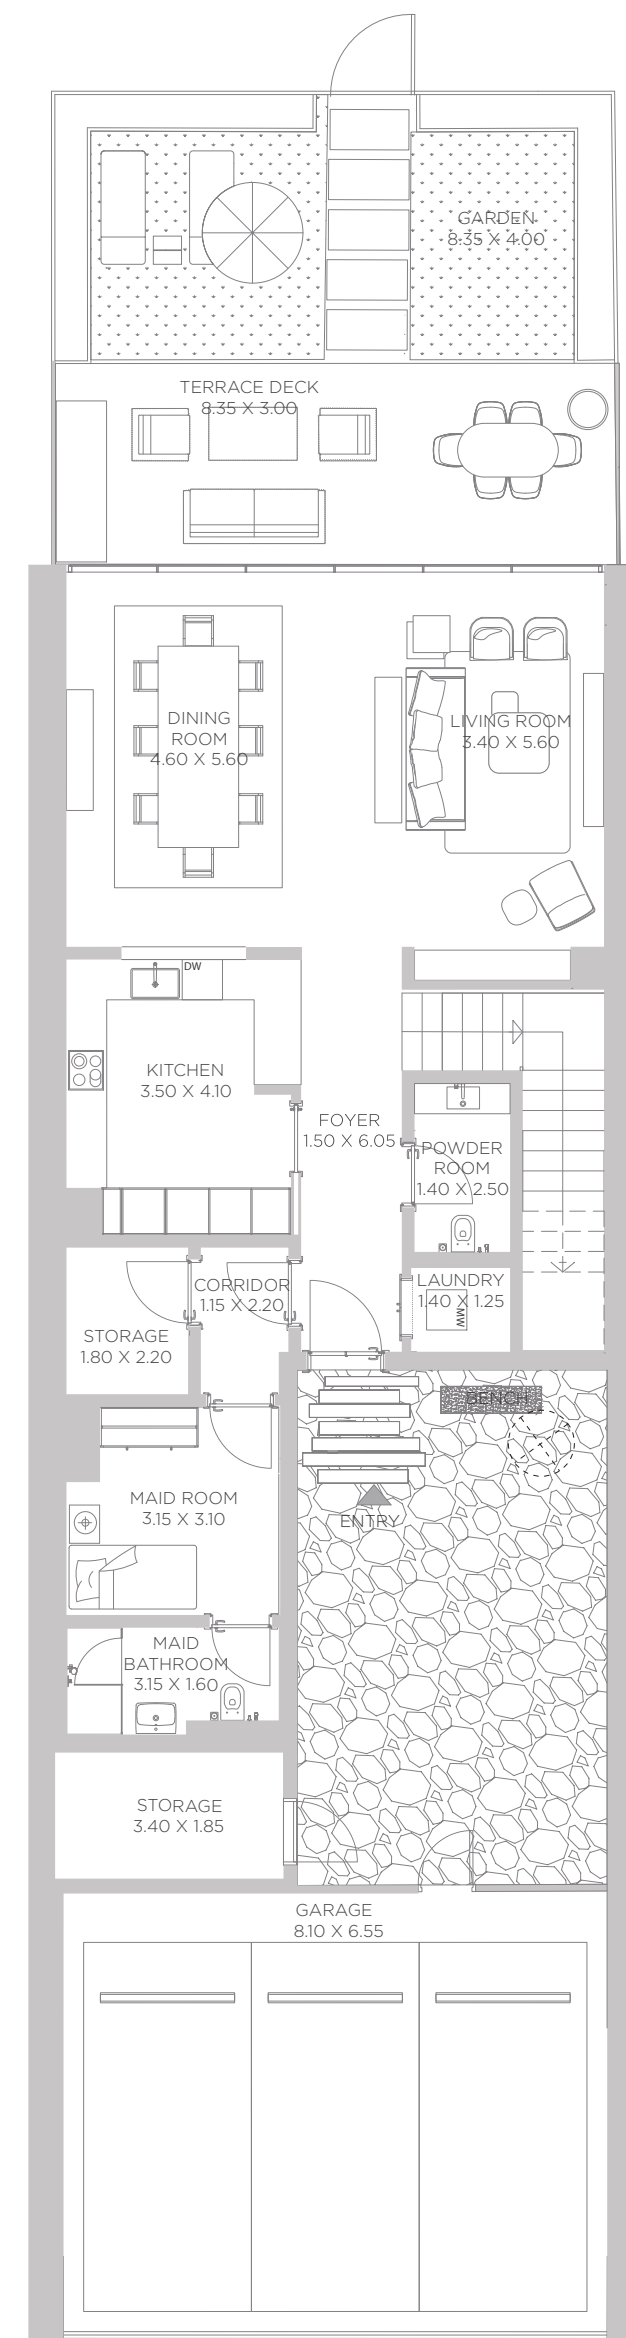 GARDEN
8.35 X 4.00
TERRACE DECK
8.35 X 3.00
DINING
ROOM
4.60 X 5.60
LIVING ROOM
3.40 X 5.60
DW
KITCHEN
3.50 X 4.10
FOYER
1.50 X 6.05
POWDER
ROOM
1.40 X 2.50
CORRIDOR
1.15 X 2.20
LAUNDRY
1.40 X 1.25
MW
STORAGE
1.80 X 2.20
BENCH
MAID ROOM
3.15 X 3.10
ENTRY
MAID
BATHROOM
3.15 X 1.60
STORAGE
3.40 X 1.85
GARAGE
8.10 X 6.55